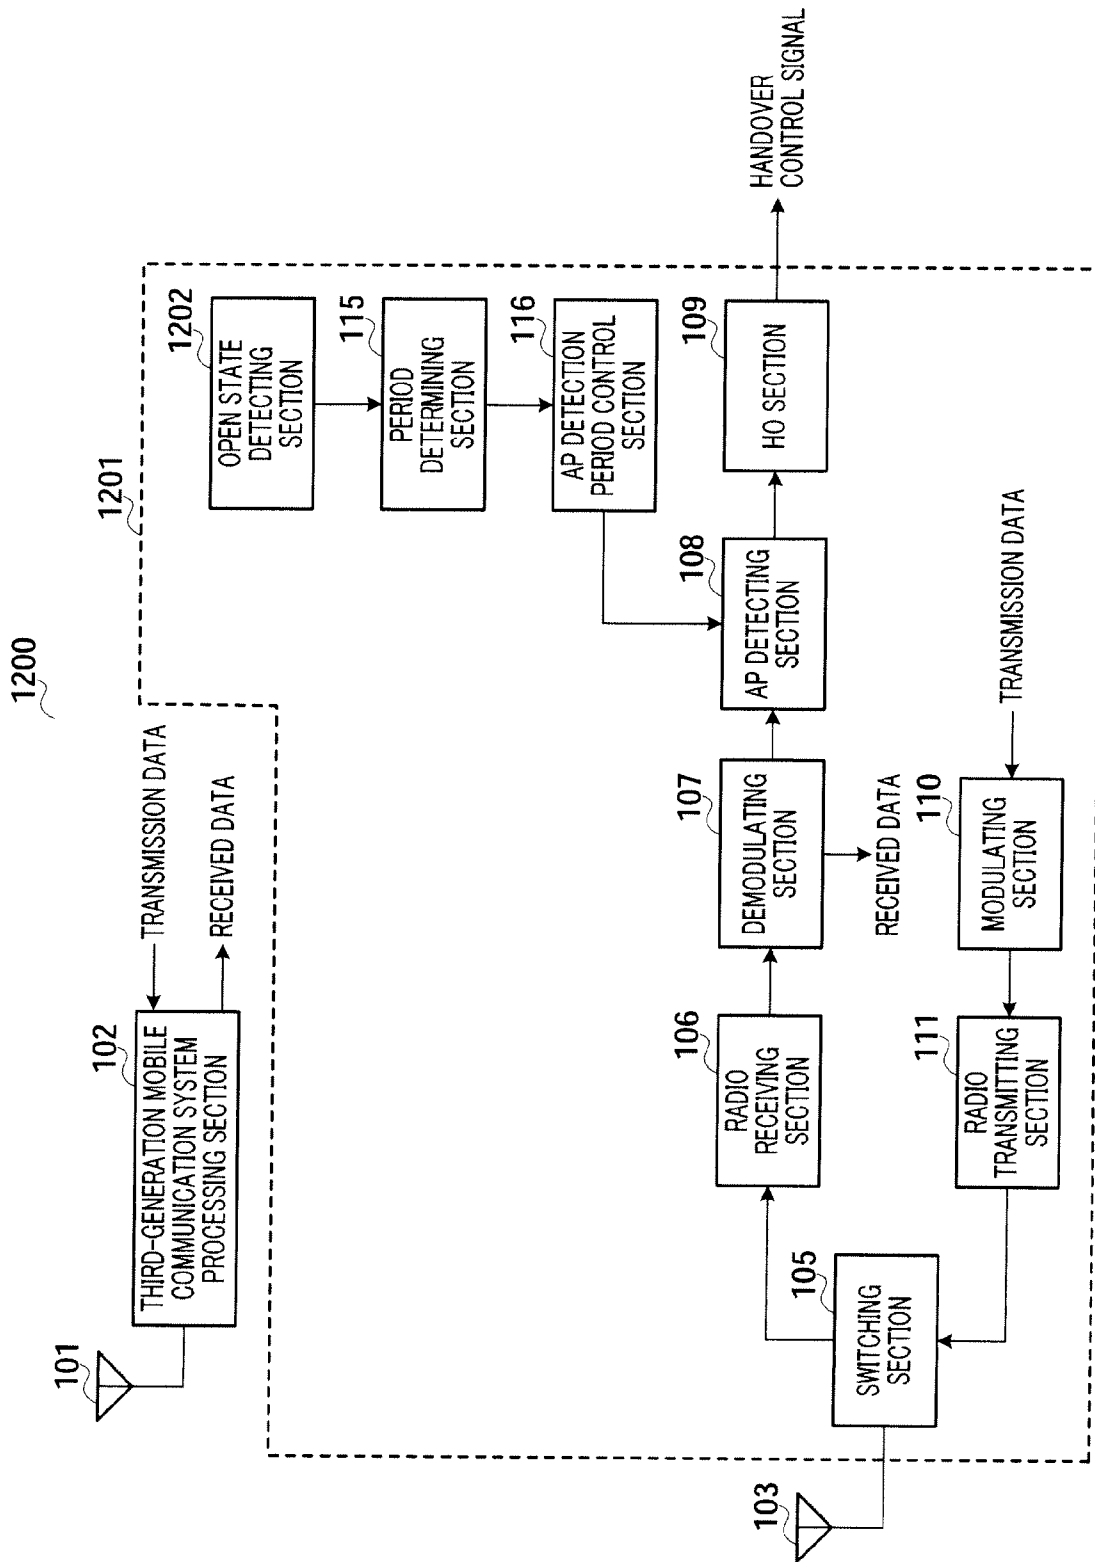 1200
101
102
THIRD-GENERATION MOBILE
COMMUNICATION SYSTEM
PROCESSING SECTION
TRANSMISSION DATA
RECEIVED DATA
1201
1202
OPEN STATE
DETECTING
SECTION
115
PERIOD
DETERMINING
SECTION
116
AP DETECTION
PERIOD CONTROL
SECTION
103
105
SWITCHING
SECTION
106
RADIO
RECEIVING
SECTION
107
DEMODULATING
SECTION
RECEIVED DATA
108
AP DETECTING
SECTION
109
HO SECTION
HANDOVER
CONTROL SIGNAL
111
RADIO
TRANSMITTING
SECTION
110
MODULATING
SECTION
TRANSMISSION DATA